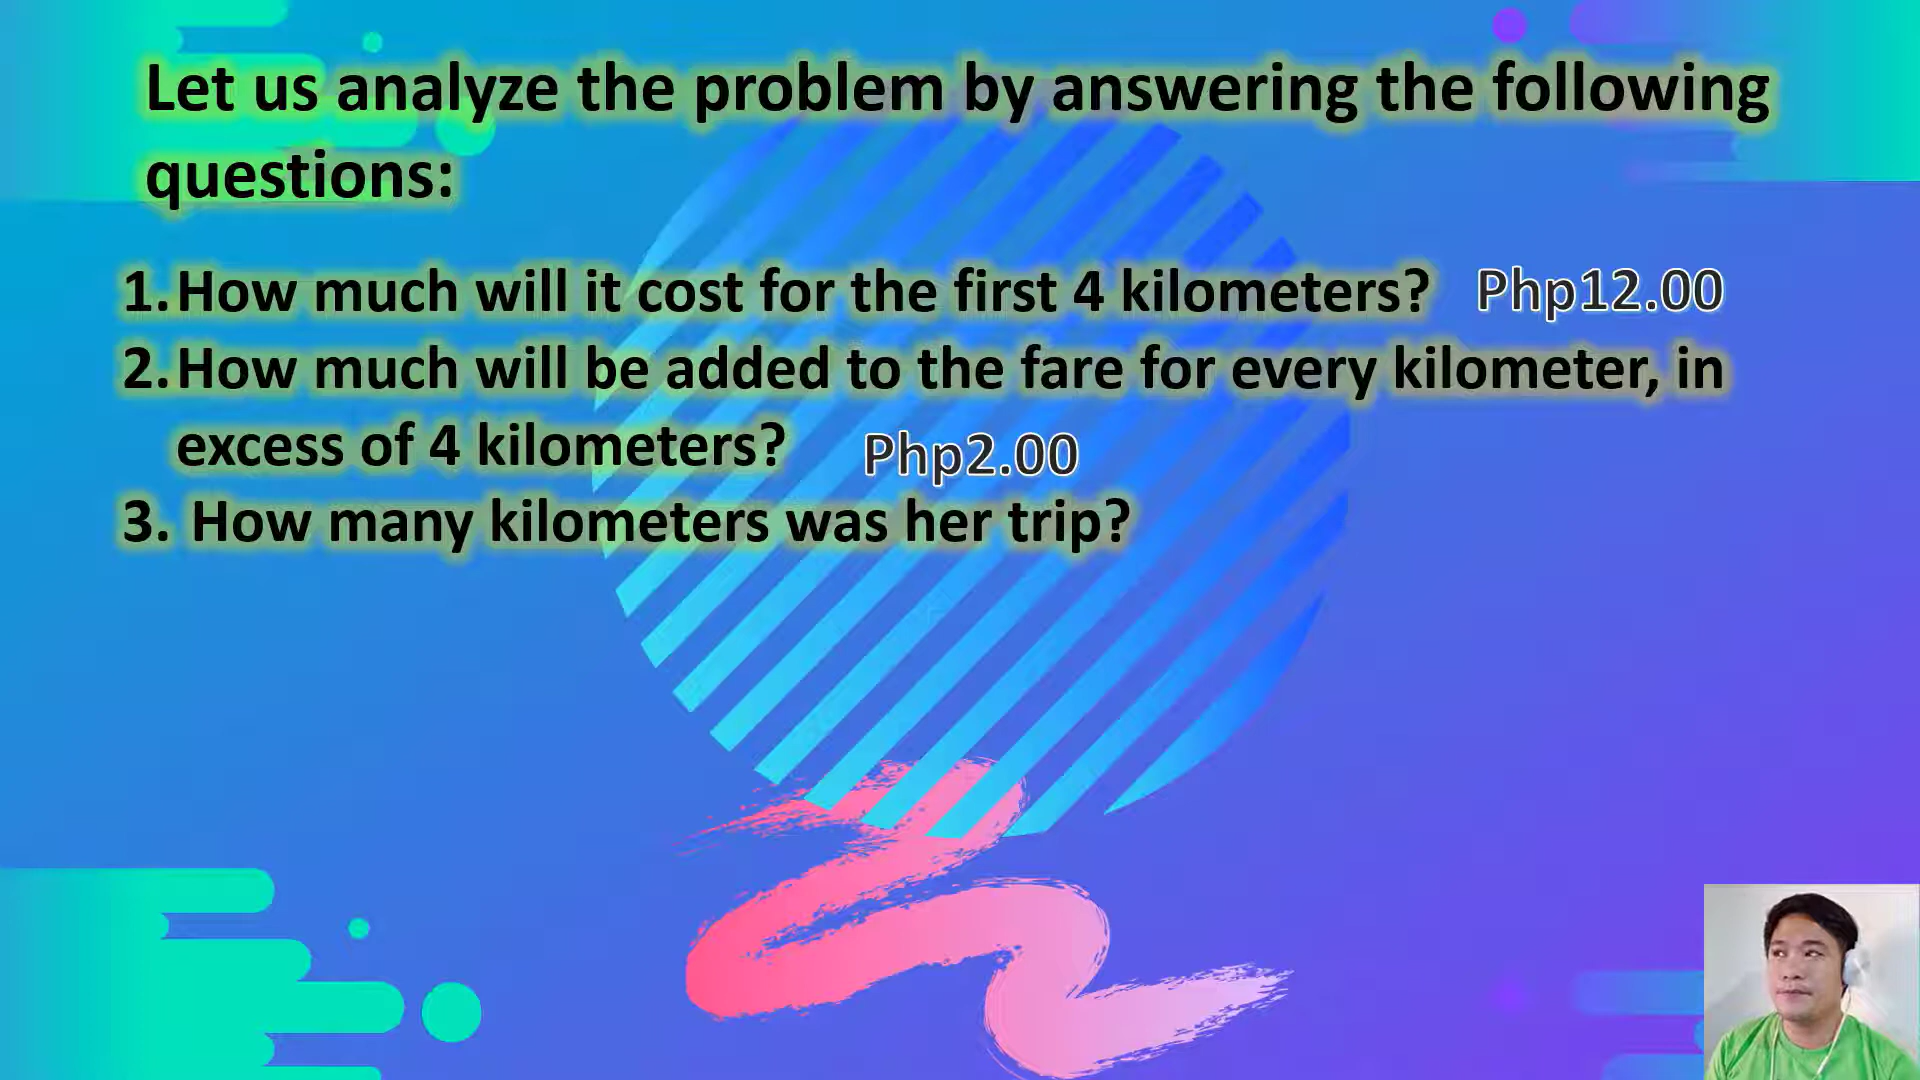 Let us analyze the problem by answering the following
questions:
1. How much will it cost for the first 4 kilometers? Php12.00
2. How much will be added to the fare for every kilometer, in
excess of 4 kilometers? Php2.00
3. How many kilometers was her trip?